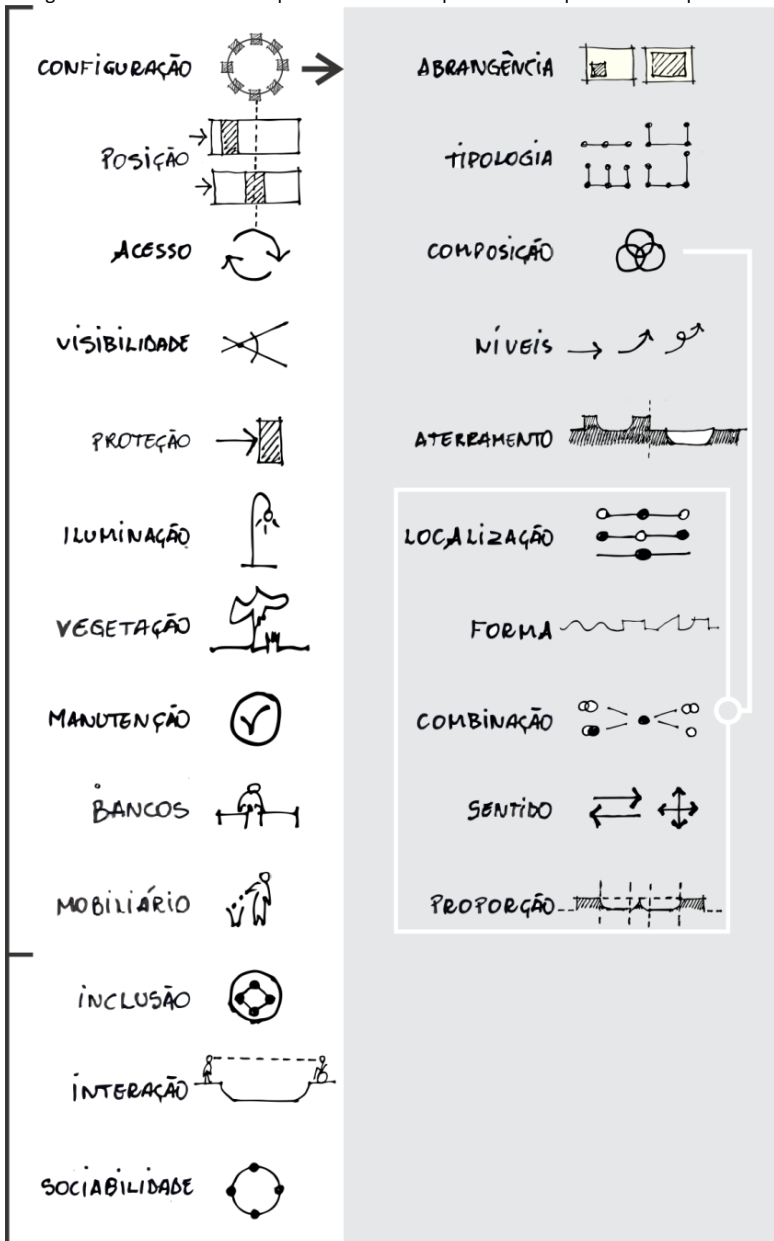 CONFIGURAÇÃO
POSIÇÃO
ACESSO
VISIBILIDADE
PROTEÇÃO
ILUMINAÇÃO
VEGETAÇÃO
MANUTENÇÃO
BANCOS
MOBILIÁRIO
INCLUSÃO
INTERAÇÃO
SOCIABILIDADE
ABRANGÊNCIA
TIPOLOGIA
COMPOSIÇÃO
NÍVEIS
ATERRAMENTO
LOCALIZAÇÃO
FORMA
COMBINAÇÃO
SENTIDO
PROPORÇÃO